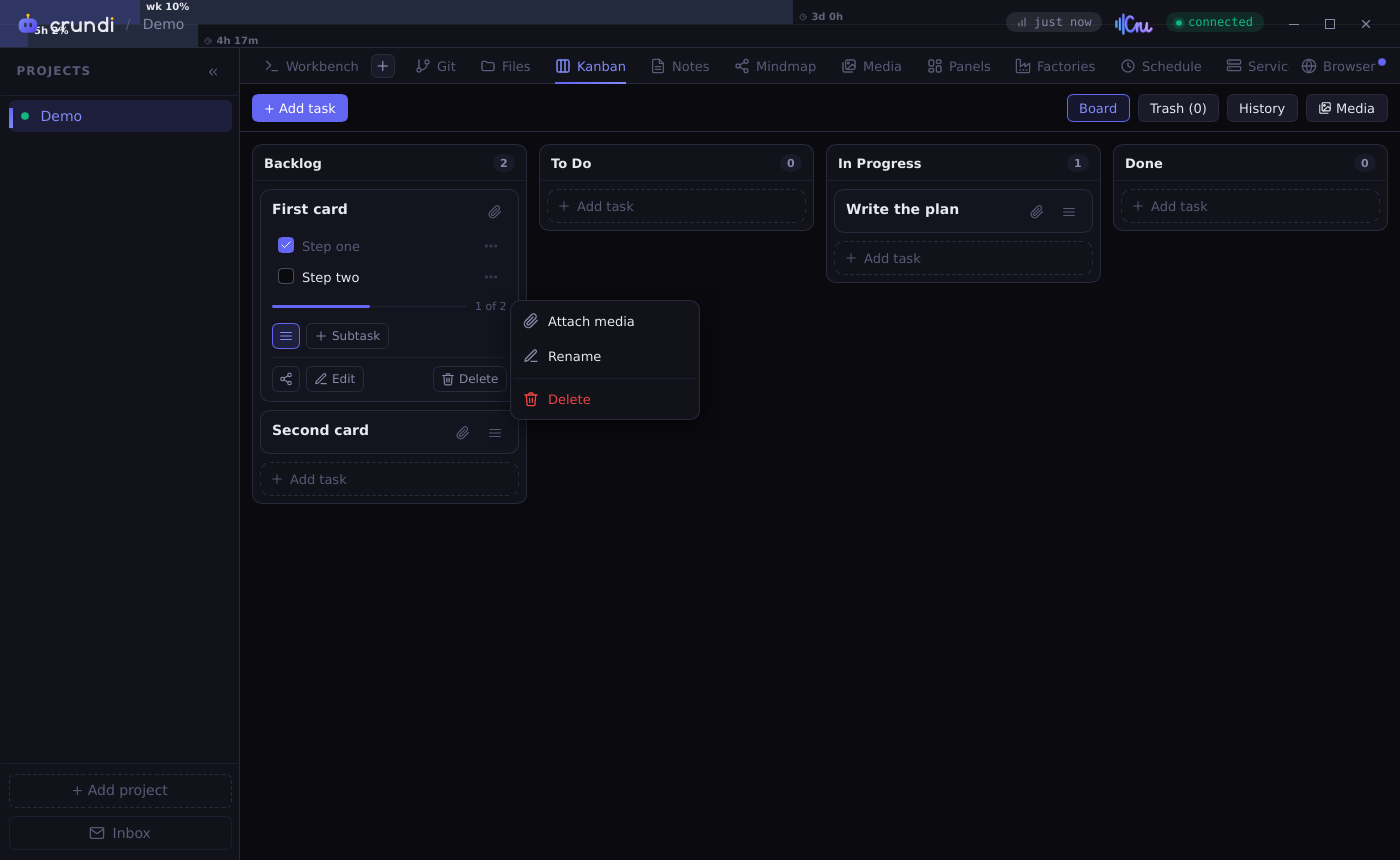 wk 10%
5h 2%
crundi / Demo
3d 0h
4h 17m
just now
Cru
connected
PROJECTS
Demo
+ Add project
Inbox
Workbench
+
Git
Files
Kanban
Notes
Mindmap
Media
Panels
Factories
Schedule
Servic
Browser
+ Add task
Board
Trash (0)
History
Media
Backlog 2
First card
Step one
Step two
1 of 2
+ Subtask
Edit
Delete
Second card
+ Add task
To Do 0
+ Add task
In Progress 1
Write the plan
+ Add task
Done 0
+ Add task
Attach media
Rename
Delete